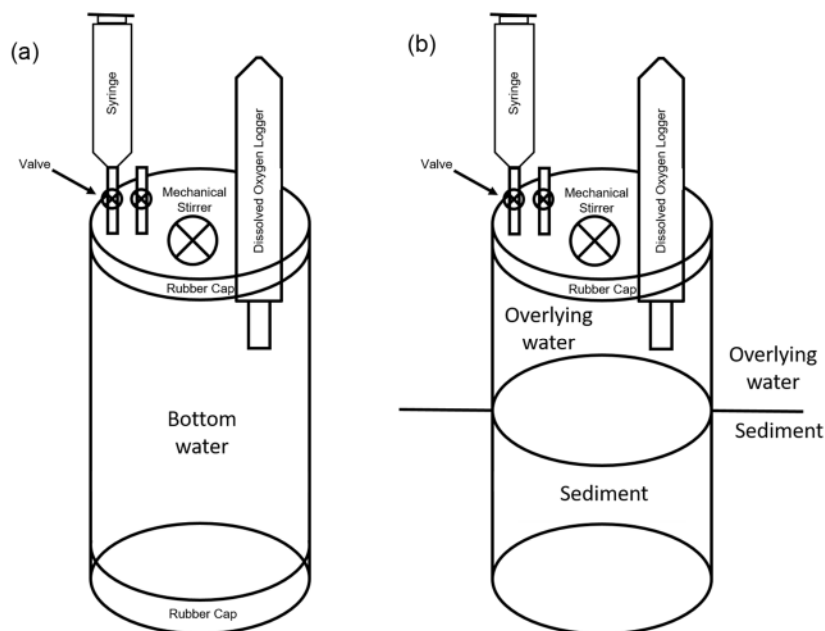 (a)
Syringe
Valve
Mechanical
Stirrer
Dissolved Oxygen Logger
Rubber Cap
Bottom
water
Rubber Cap
(b)
Syringe
Valve
Mechanical
Stirrer
Dissolved Oxygen Logger
Rubber Cap
Overlying
water
Overlying
water
Sediment
Sediment